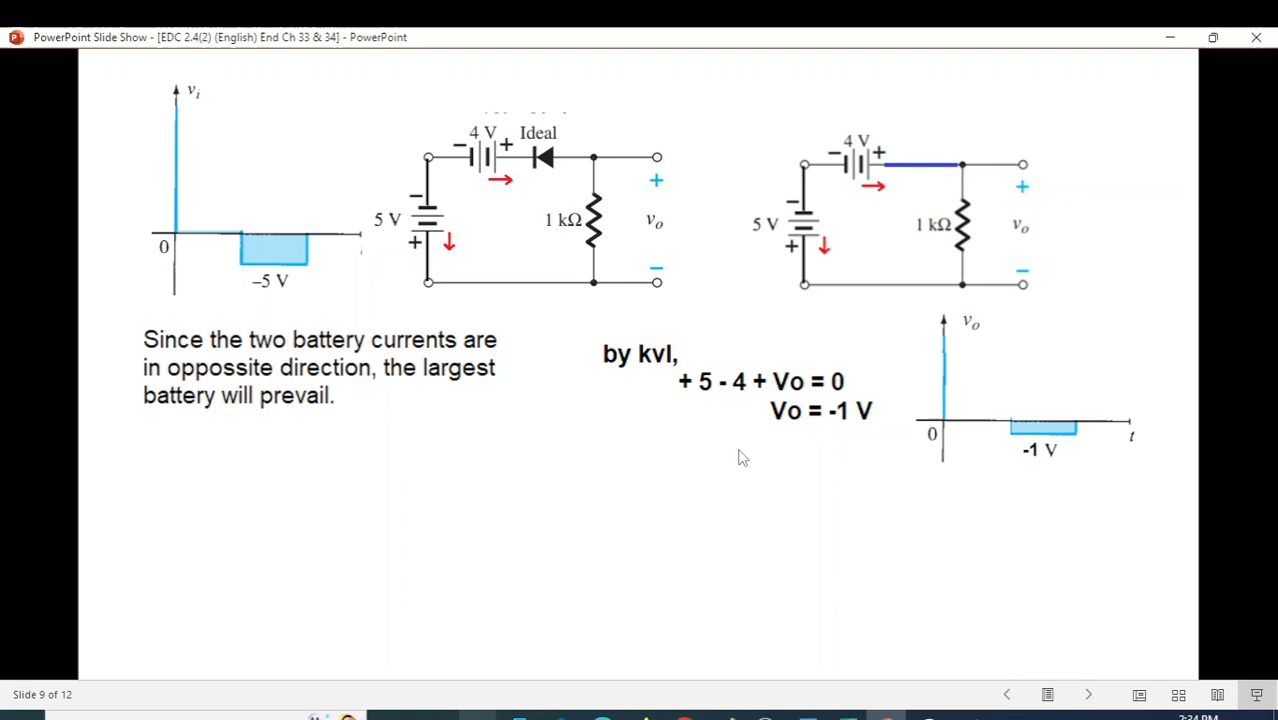 PowerPoint Slide Show - [EDC 2.4(2) (English) End Ch 33 & 34] - PowerPoint
vi
0
–5 V
4 V
Ideal
−
+
−
5 V
+
1 kΩ
+
vo
−
4 V
−
+
−
5 V
+
1 kΩ
+
vo
−
Since the two battery currents are
in oppossite direction, the largest
battery will prevail.
by kvl,
+ 5 - 4 + Vo = 0
Vo = -1 V
vo
0
-1 V
t
Slide 9 of 12